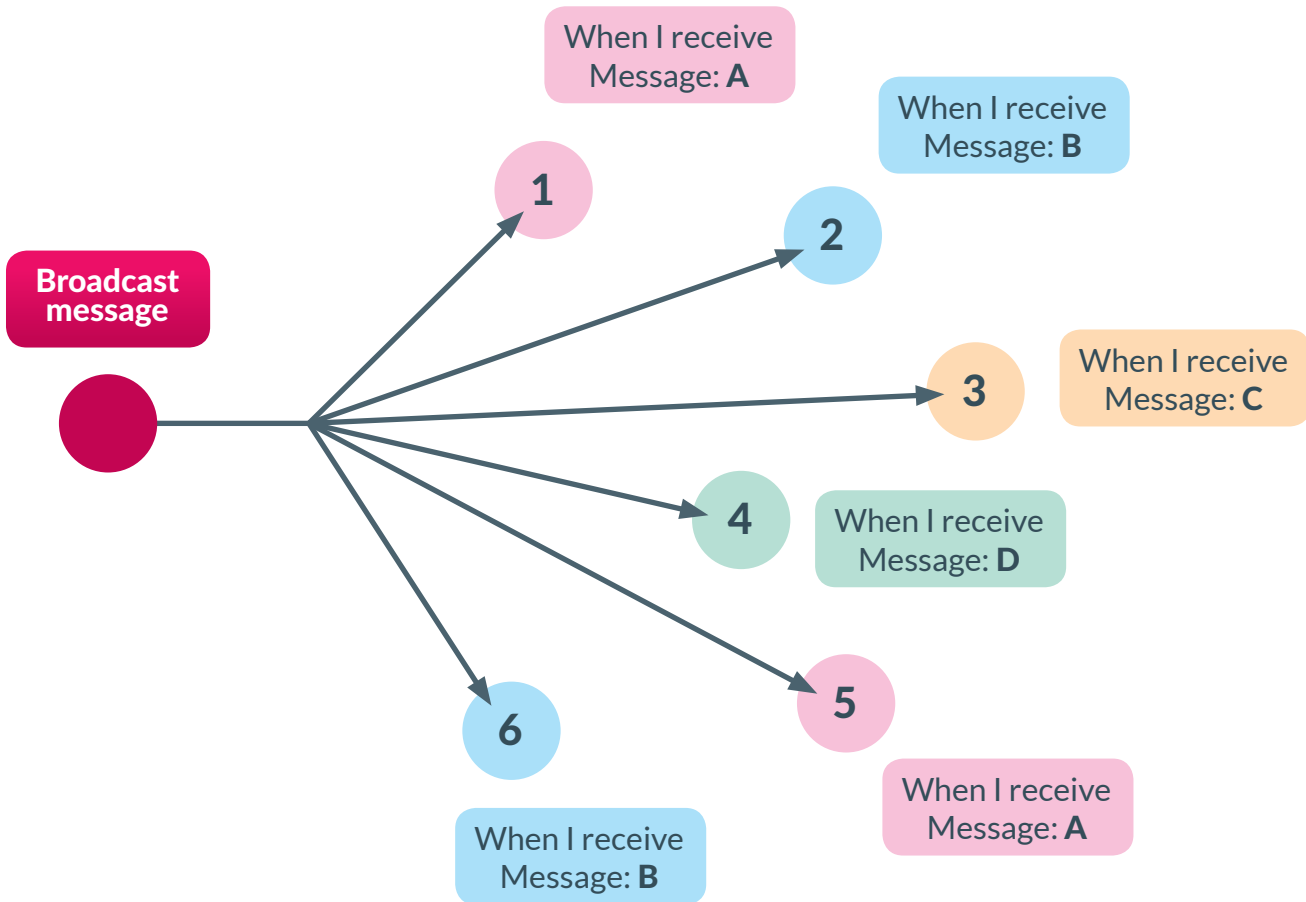 When I receive
Message: A
When I receive
Message: B
1
2
Broadcast
message
When I receive
Message: C
3
4
When I receive
Message: D
5
6
When I receive
Message: A
When I receive
Message: B